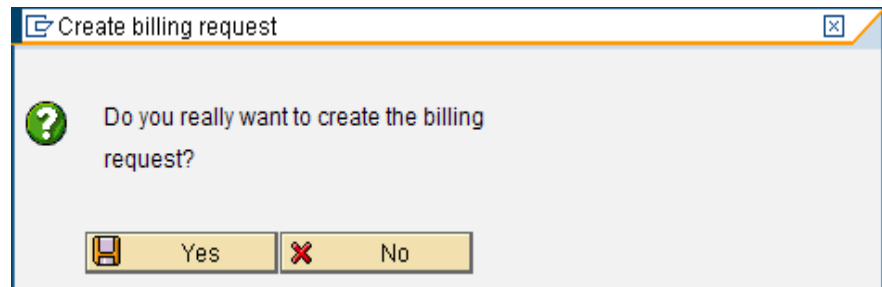 Create billing request
Do you really want to create the billing
request?
Yes No